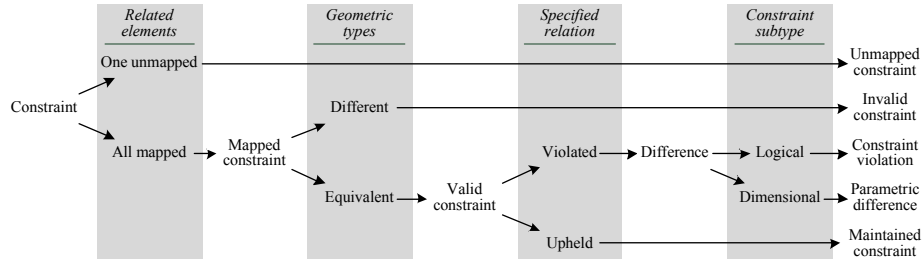 Related
elements
Geometric
types
Specified
relation
Constraint
subtype
One unmapped
Unmapped
constraint
Constraint
Different
Invalid
constraint
All mapped
Mapped
constraint
Violated
Difference
Logical
Constraint
violation
Equivalent
Valid
constraint
Dimensional
Parametric
difference
Upheld
Maintained
constraint